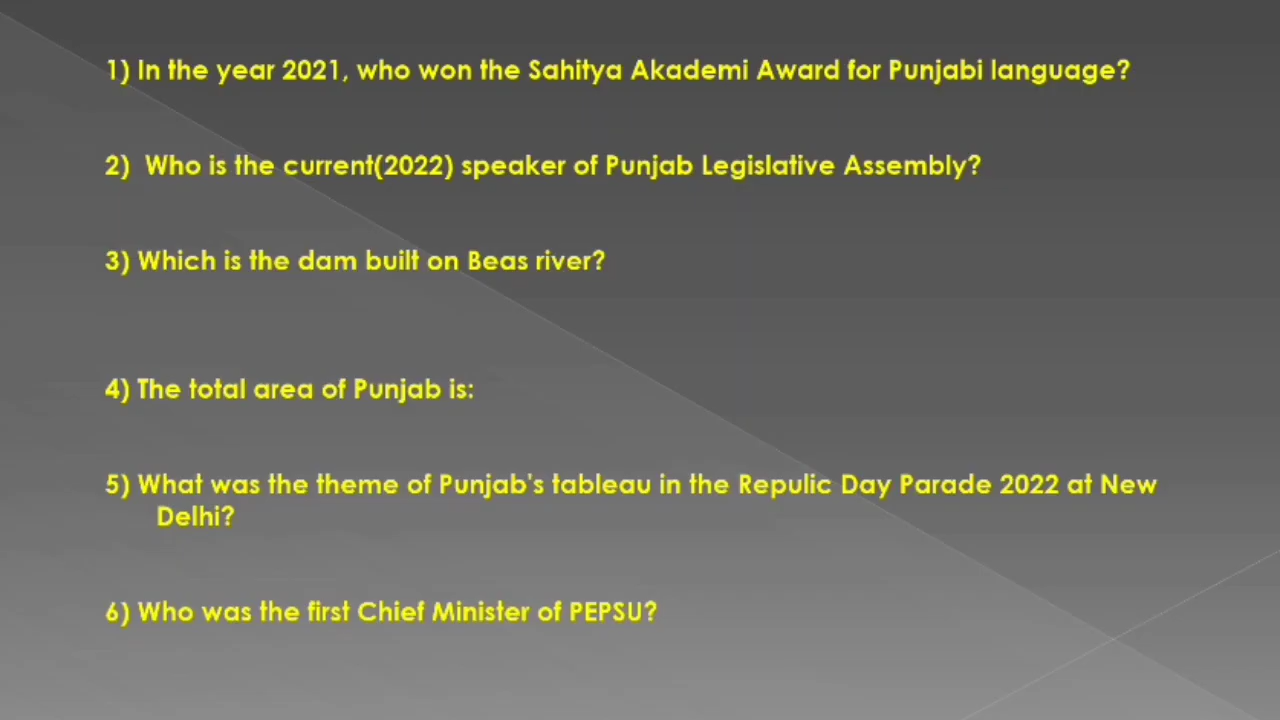 1) In the year 2021, who won the Sahitya Akademi Award for Punjabi language?
2) Who is the current(2022) speaker of Punjab Legislative Assembly?
3) Which is the dam built on Beas river?
4) The total area of Punjab is:
5) What was the theme of Punjab's tableau in the Repulic Day Parade 2022 at New
Delhi?
6) Who was the first Chief Minister of PEPSU?